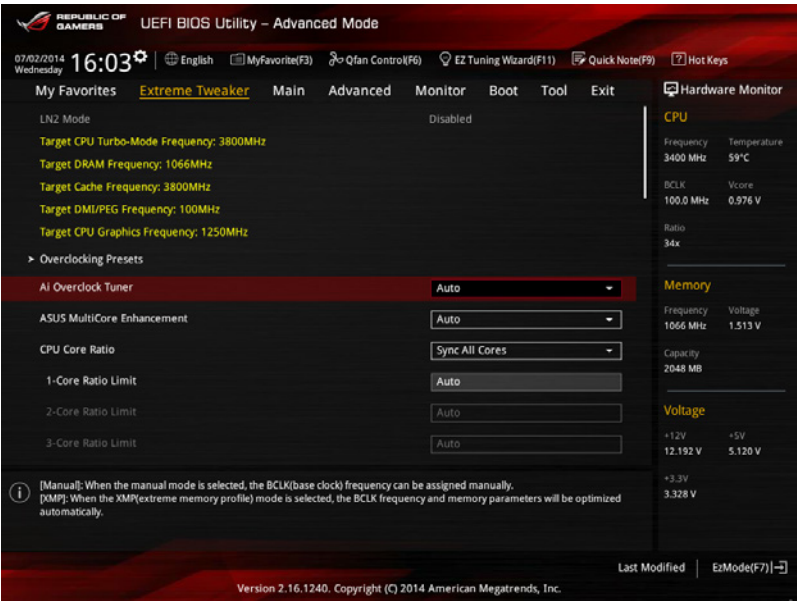 REPUBLIC OF
GAMERS
UEFI BIOS Utility – Advanced Mode
07/02/2014
Wednesday
16:03
English
MyFavorite(F3)
Qfan Control(F6)
EZ Tuning Wizard(F11)
Quick Note(F9)
? Hot Keys
My Favorites Extreme Tweaker Main Advanced Monitor Boot Tool Exit
Hardware Monitor
LN2 Mode Disabled
Target CPU Turbo-Mode Frequency: 3800MHz
Target DRAM Frequency: 1066MHz
Target Cache Frequency: 3800MHz
Target DMI/PEG Frequency: 100MHz
Target CPU Graphics Frequency: 1250MHz
> Overclocking Presets
Ai Overclock Tuner Auto
ASUS MultiCore Enhancement Auto
CPU Core Ratio Sync All Cores
1-Core Ratio Limit Auto
2-Core Ratio Limit Auto
3-Core Ratio Limit Auto
CPU
Frequency Temperature
3400 MHz 59°C
BCLK Vcore
100.0 MHz 0.976 V
Ratio
34x
Memory
Frequency Voltage
1066 MHz 1.513 V
Capacity
2048 MB
Voltage
+12V +5V
12.192 V 5.120 V
+3.3V
3.328 V
[Manual]: When the manual mode is selected, the BCLK(base clock) frequency can be assigned manually.
[XMP]: When the XMP(extreme memory profile) mode is selected, the BCLK frequency and memory parameters will be optimized
automatically.
Last Modified
EzMode(F7)
Version 2.16.1240. Copyright (C) 2014 American Megatrends, Inc.